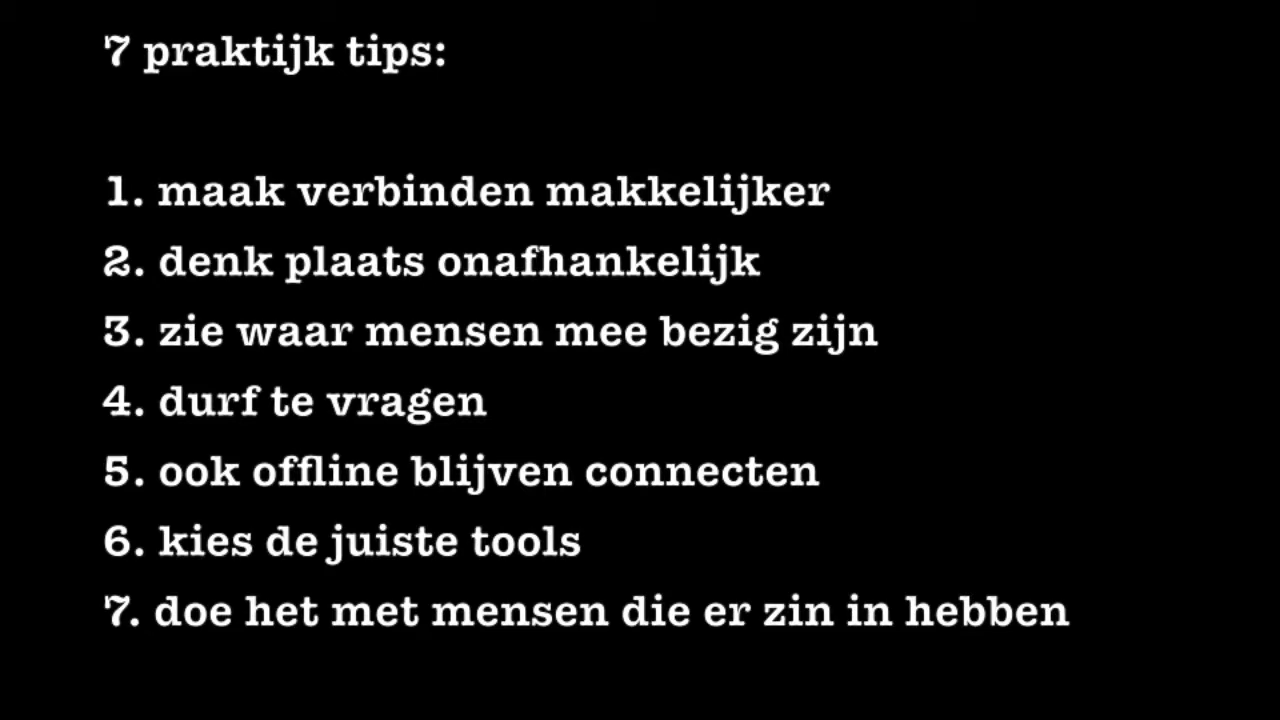 7 praktijk tips:
1. maak verbinden makkelijker
2. denk plaats onafhankelijk
3. zie waar mensen mee bezig zijn
4. durf te vragen
5. ook offline blijven connecten
6. kies de juiste tools
7. doe het met mensen die er zin in hebben